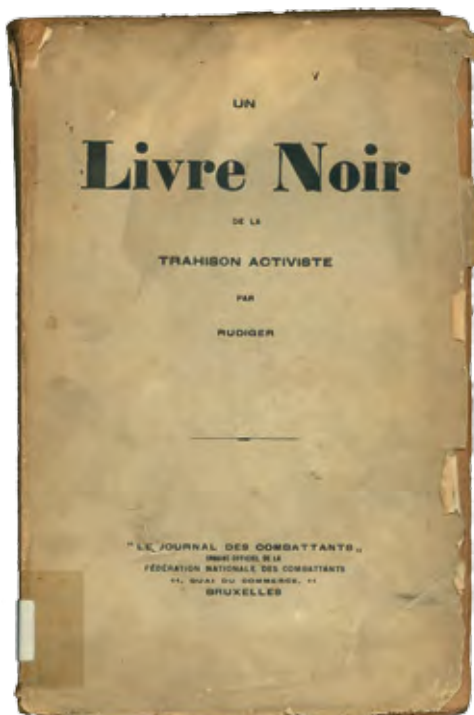 UN
Livre Noir
DE LA
TRAHISON ACTIVISTE
PAR
RUDIGER
"LE JOURNAL DES COMBATTANTS„
ORGANE OFFICIEL DE LA
FÉDÉRATION NATIONALE DES COMBATTANTS
11, QUAI DU COMMERCE, 11
BRUXELLES